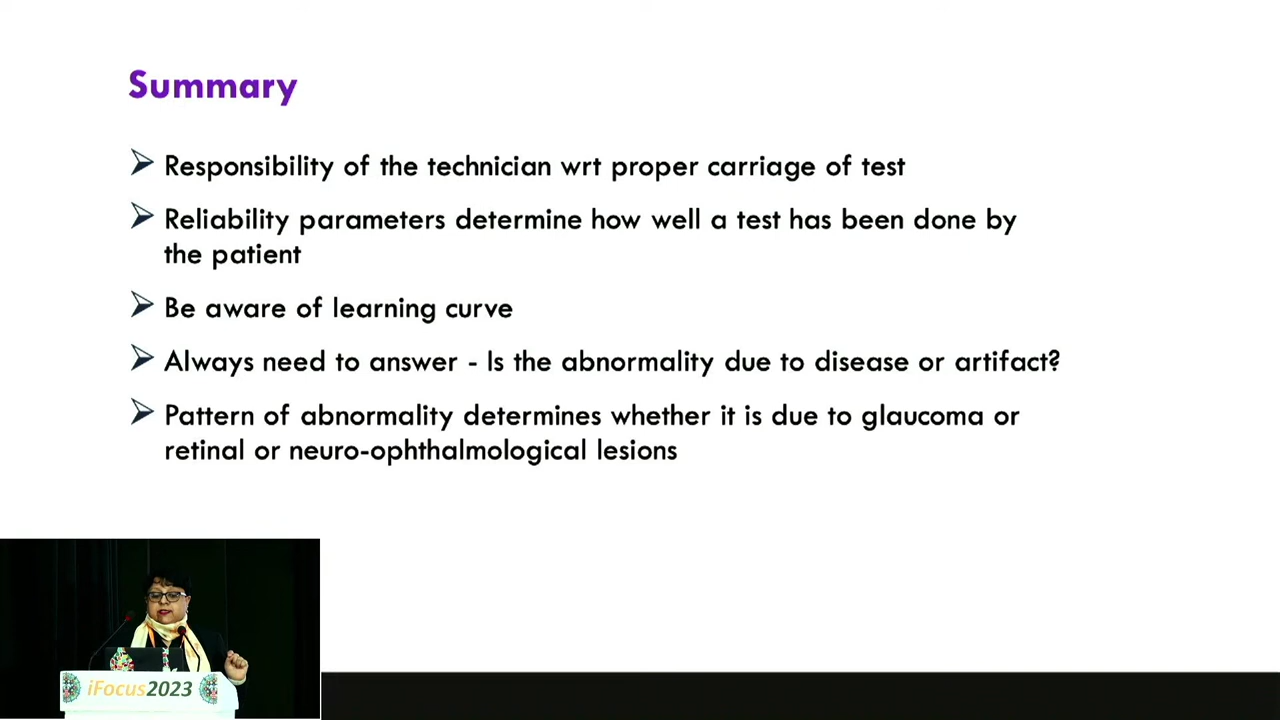 Summary
Responsibility of the technician wrt proper carriage of test
Reliability parameters determine how well a test has been done by
the patient
Be aware of learning curve
Always need to answer - Is the abnormality due to disease or artifact?
Pattern of abnormality determines whether it is due to glaucoma or
retinal or neuro-ophthalmological lesions
iFocus2023